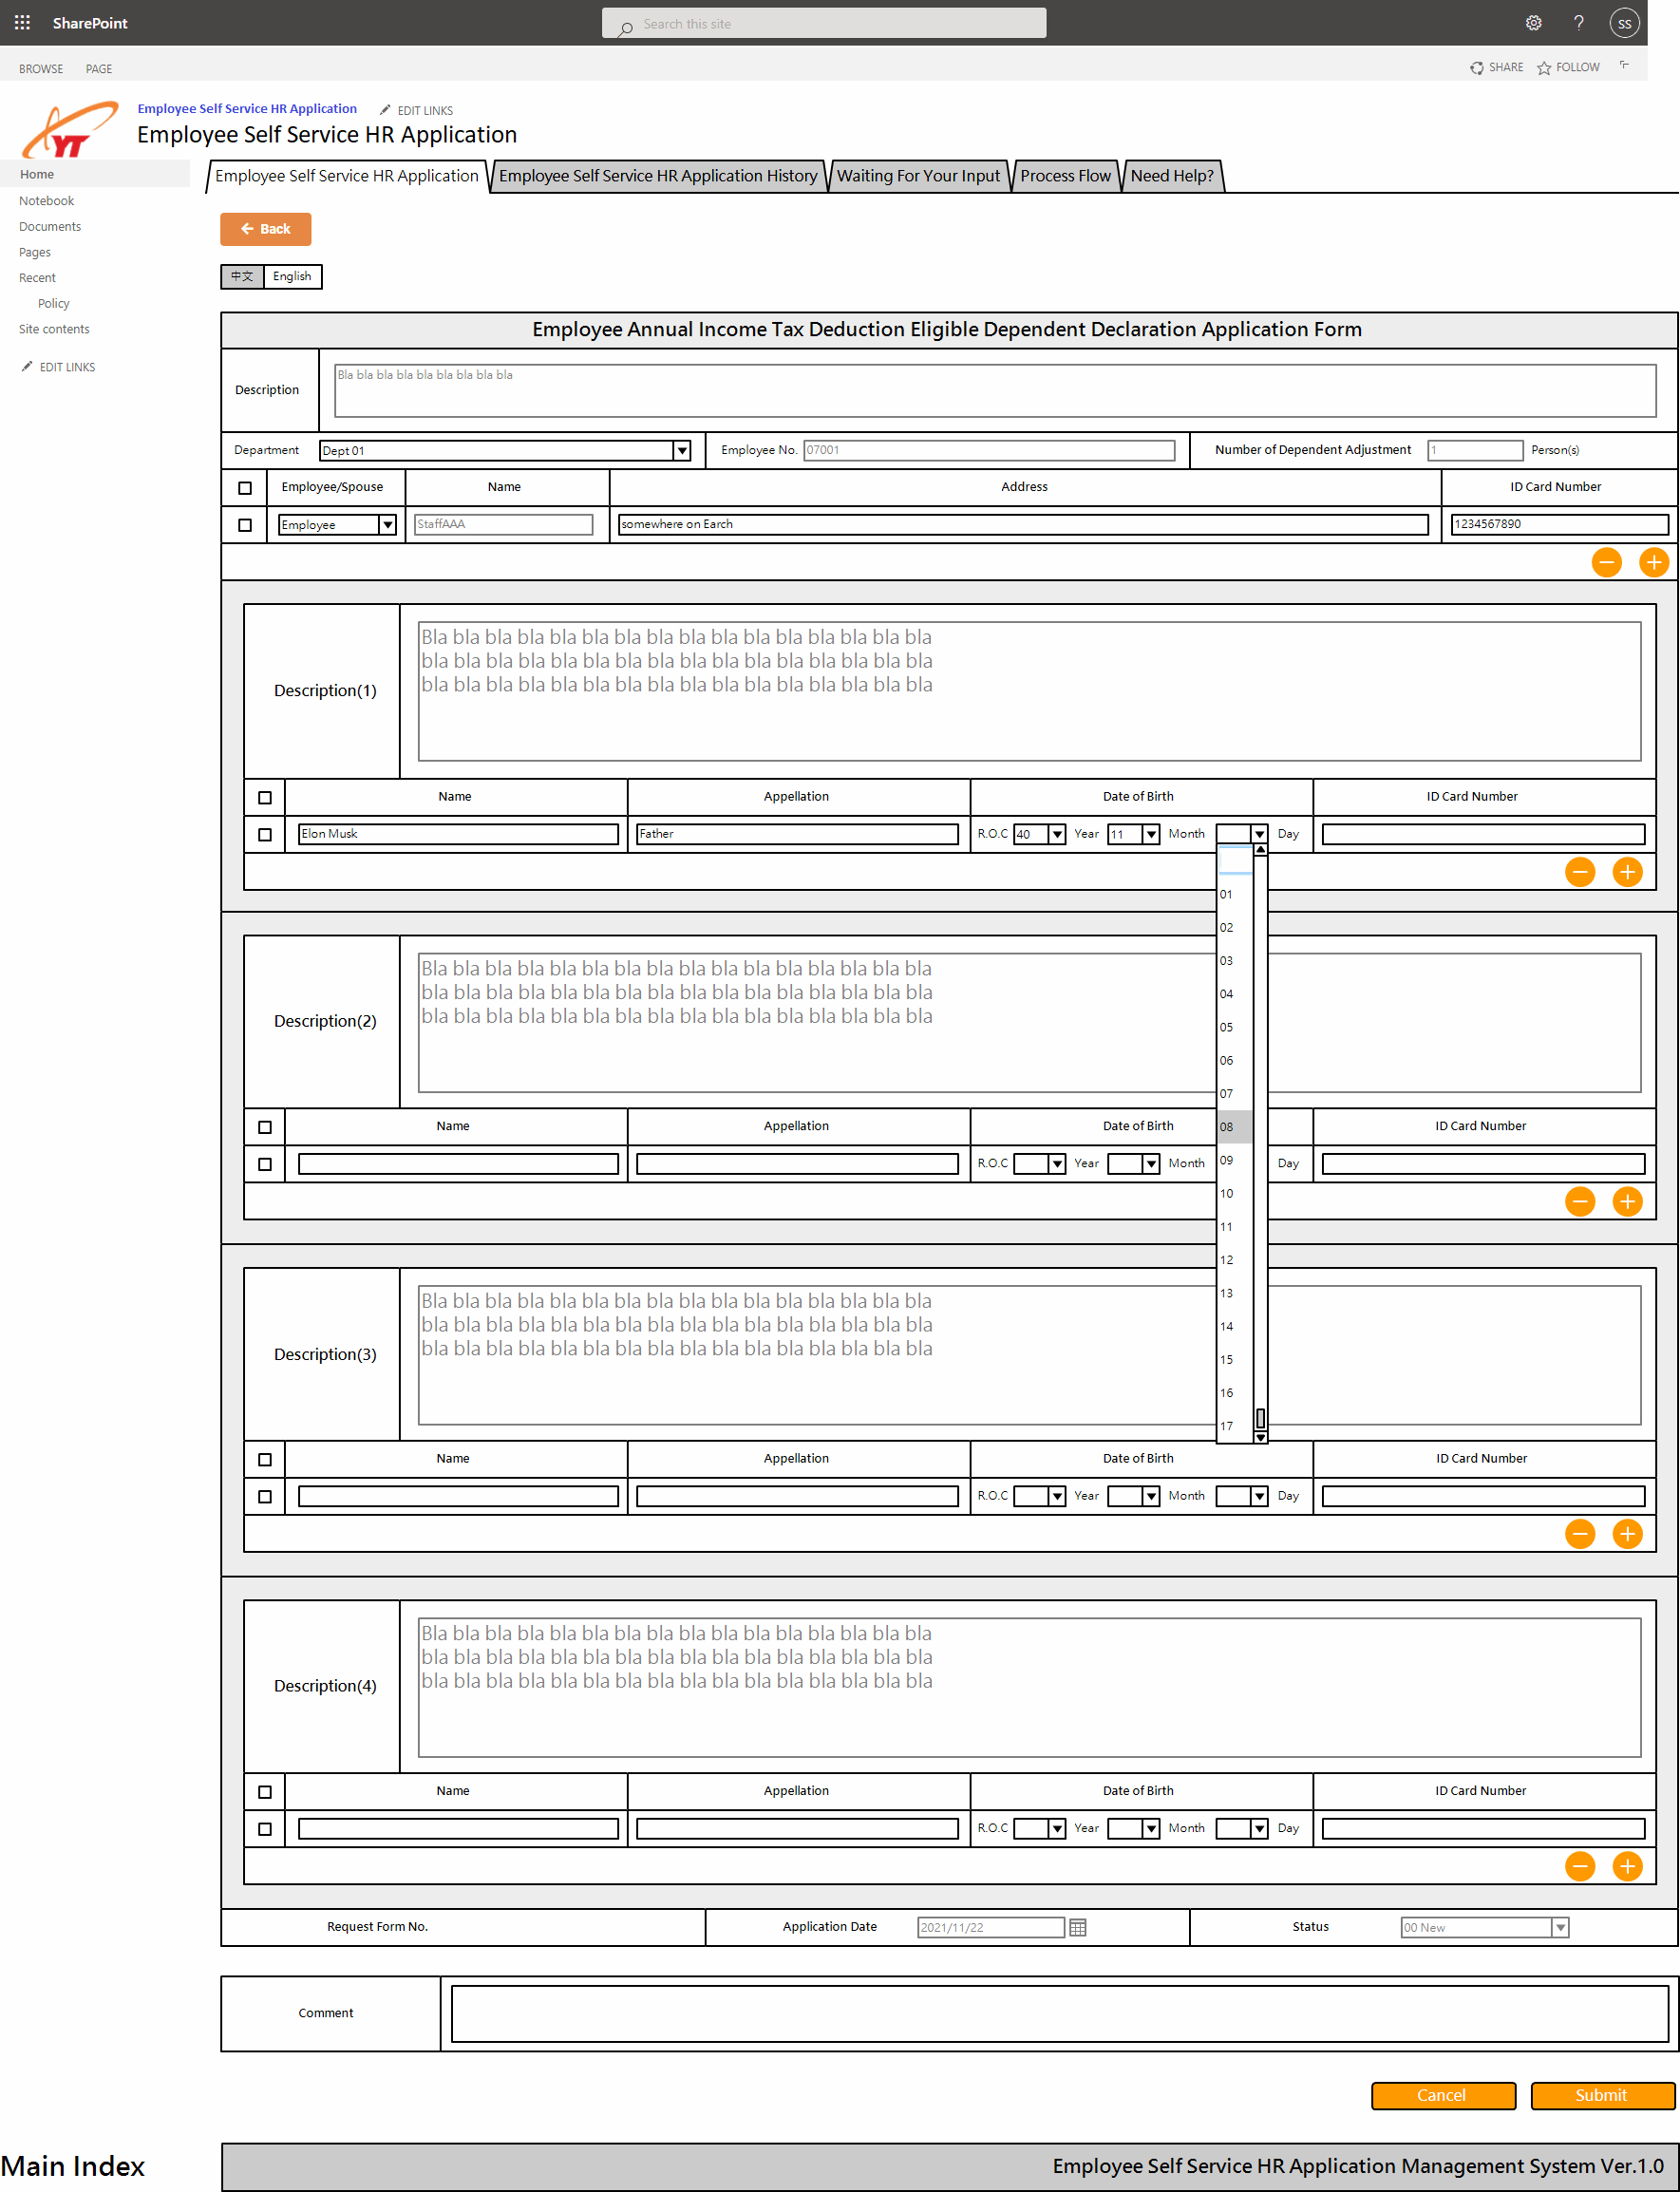 SharePoint
Search this site
?
SS
BROWSE PAGE
SHARE FOLLOW
YT
Employee Self Service HR Application EDIT LINKS
Employee Self Service HR Application
Home
Notebook
Documents
Pages
Recent
Policy
Site contents
EDIT LINKS
Employee Self Service HR Application Employee Self Service HR Application History Waiting For Your Input Process Flow Need Help?
Back
中文 English
Employee Annual Income Tax Deduction Eligible Dependent Declaration Application Form
Description Bla bla bla bla bla bla bla bla bla
Department Dept 01 Employee No. 07001 Number of Dependent Adjustment 1 Person(s)
Employee/Spouse Name Address ID Card Number
Employee StaffAAA somewhere on Earch 1234567890
Description(1)
Bla bla bla bla bla bla bla bla bla bla bla bla bla bla bla bla
bla bla bla bla bla bla bla bla bla bla bla bla bla bla bla bla
bla bla bla bla bla bla bla bla bla bla bla bla bla bla bla bla
Name Appellation Date of Birth ID Card Number
Elon Musk Father R.O.C 40 Year 11 Month Day
01
02
03
04
05
06
07
08
09
10
11
12
13
14
15
16
17
Description(2)
Bla bla bla bla bla bla bla bla bla bla bla bla bla bla bla bla
bla bla bla bla bla bla bla bla bla bla bla bla bla bla bla bla
bla bla bla bla bla bla bla bla bla bla bla bla bla bla bla bla
Name Appellation Date of Birth ID Card Number
R.O.C Year Month Day
Description(3)
Bla bla bla bla bla bla bla bla bla bla bla bla bla bla bla bla
bla bla bla bla bla bla bla bla bla bla bla bla bla bla bla bla
bla bla bla bla bla bla bla bla bla bla bla bla bla bla bla bla
Name Appellation Date of Birth ID Card Number
R.O.C Year Month Day
Description(4)
Bla bla bla bla bla bla bla bla bla bla bla bla bla bla bla bla
bla bla bla bla bla bla bla bla bla bla bla bla bla bla bla bla
bla bla bla bla bla bla bla bla bla bla bla bla bla bla bla bla
Name Appellation Date of Birth ID Card Number
R.O.C Year Month Day
Request Form No. Application Date 2021/11/22 Status 00 New
Comment
Cancel Submit
Main Index
Employee Self Service HR Application Management System Ver.1.0